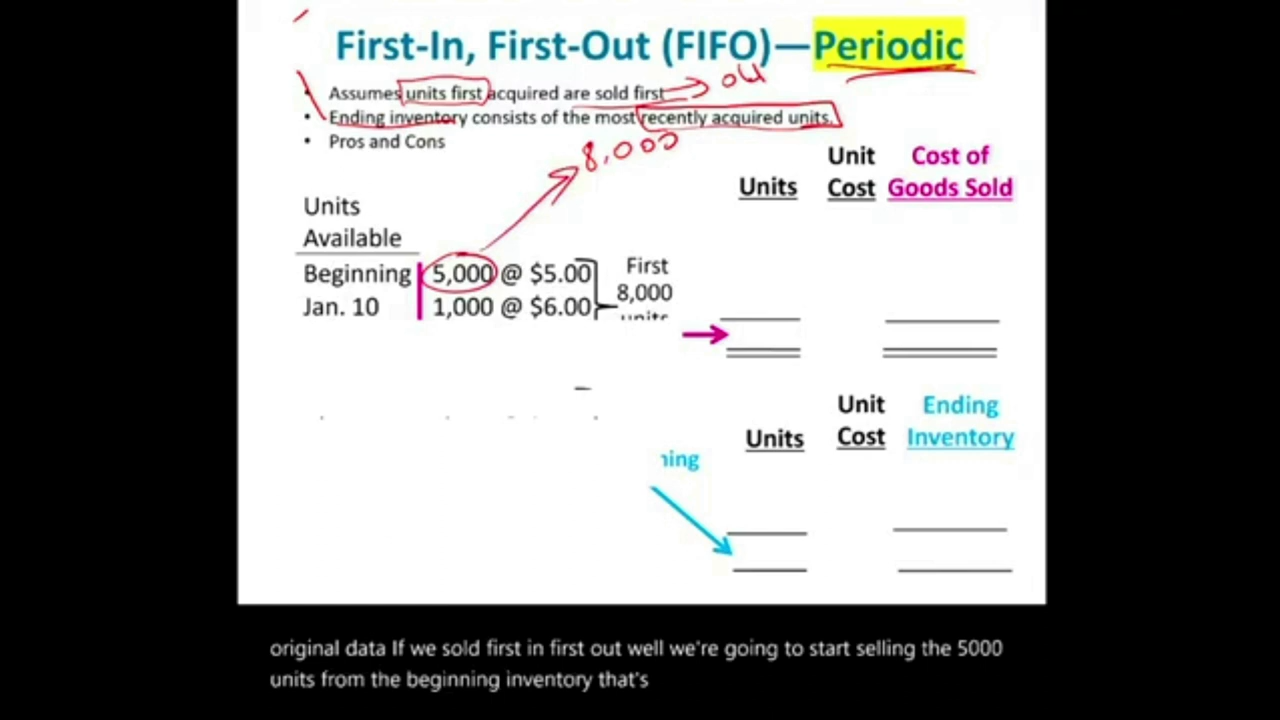 First-In, First-Out (FIFO)—Periodic
• Assumes units first acquired are sold first → old
• Ending inventory consists of the most recently acquired units.
• Pros and Cons
8,000
Unit Cost of
Units Cost Goods Sold
Units
Available
Beginning 5,000 @ $5.00 First
Jan. 10 1,000 @ $6.00 8,000
units
Unit Ending
Units Cost Inventory
original data If we sold first in first out well we're going to start selling the 5000
units from the beginning inventory that's